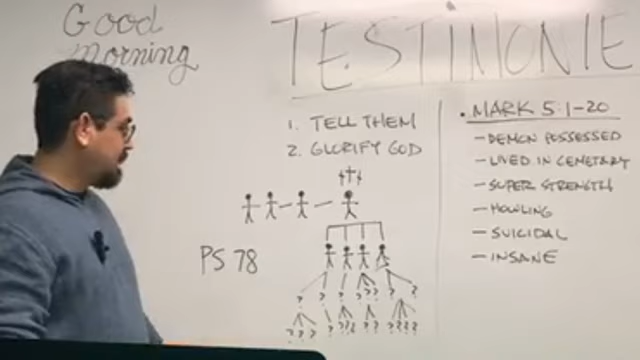 Good
morning
TESTIMONIE
1. TELL THEM
2. GLORIFY GOD
PS 78
• MARK 5:1-20
- DEMON POSSESSED
- LIVED IN CEMETARY
- SUPER STRENGTH
- HOWLING
- SUICIDAL
- INSANE
? ? ? ? ? ? ?
? ? ? ? ? ? ? ? ? ? ? ?